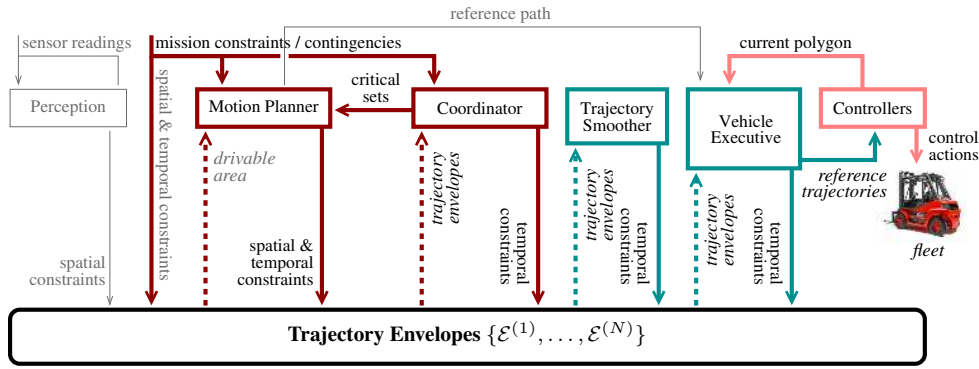 reference path
sensor readings
mission constraints / contingencies
current polygon
Perception
spatial & temporal constraints
Motion Planner
critical
sets
Coordinator
Trajectory
Smoother
Vehicle
Executive
Controllers
control
actions
drivable
area
trajectory
envelopes
trajectory
envelopes
trajectory
envelopes
reference
trajectories
spatial
constraints
spatial &
temporal
constraints
temporal
constraints
temporal
constraints
temporal
constraints
fleet
Trajectory Envelopes {ℰ^(1), . . . , ℰ^(N)}